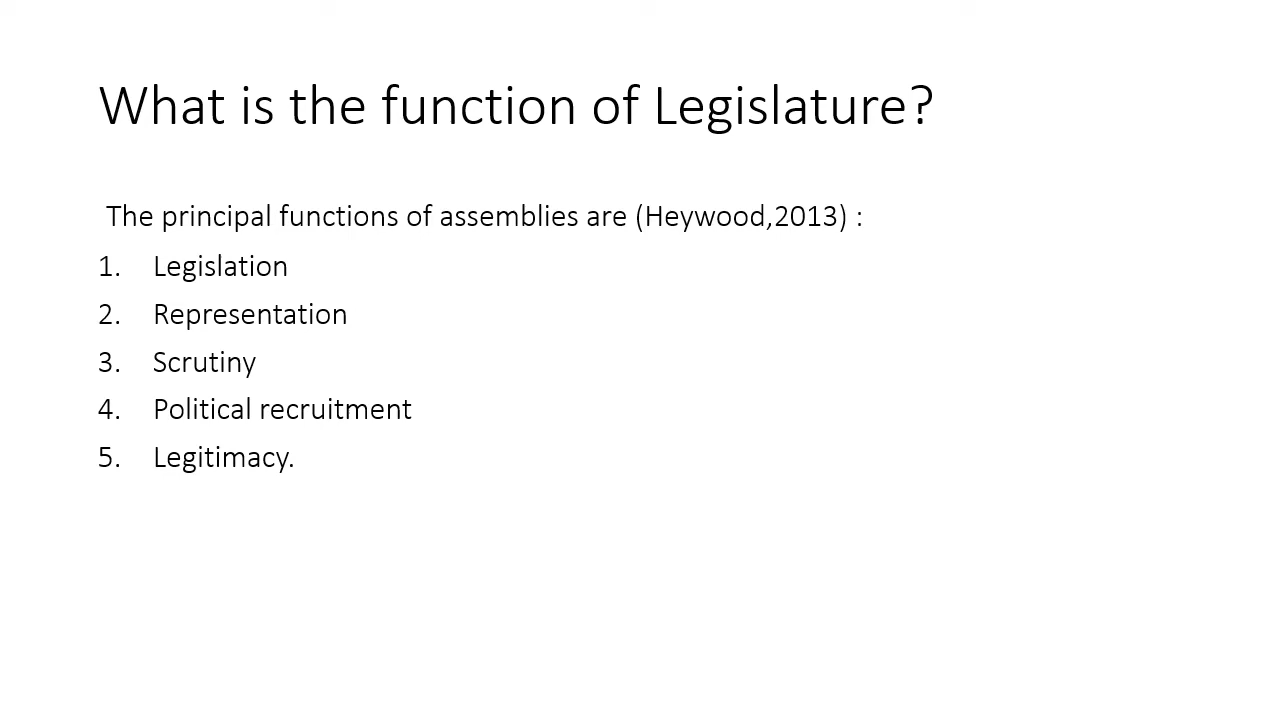 What is the function of Legislature?
The principal functions of assemblies are (Heywood,2013) :
1. Legislation
2. Representation
3. Scrutiny
4. Political recruitment
5. Legitimacy.